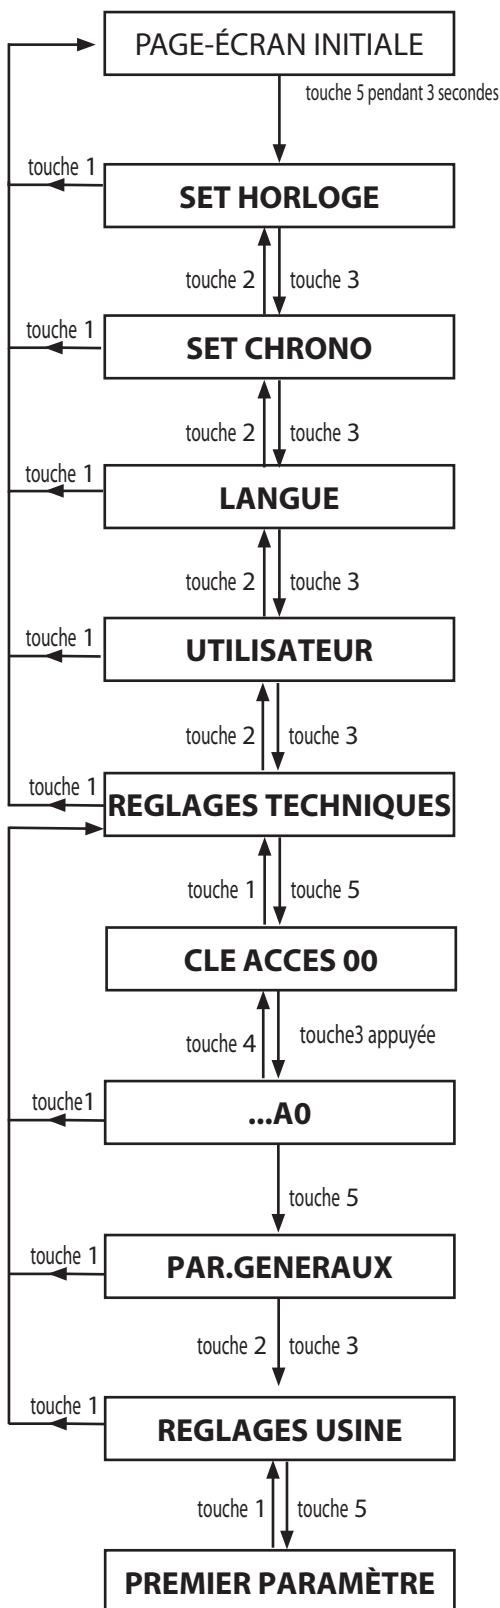 PAGE-ÉCRAN INITIALE
touche 5 pendant 3 secondes
touche 1
SET HORLOGE
touche 2 touche 3
touche 1
SET CHRONO
touche 2 touche 3
touche 1
LANGUE
touche 2 touche 3
touche 1
UTILISATEUR
touche 2 touche 3
touche 1
REGLAGES TECHNIQUES
touche 1 touche 5
CLE ACCES 00
touche 4 touche3 appuyée
touche1
...A0
touche 5
touche 1
PAR.GENERAUX
touche 2 touche 3
touche 1
REGLAGES USINE
touche 1 touche 5
PREMIER PARAMÈTRE